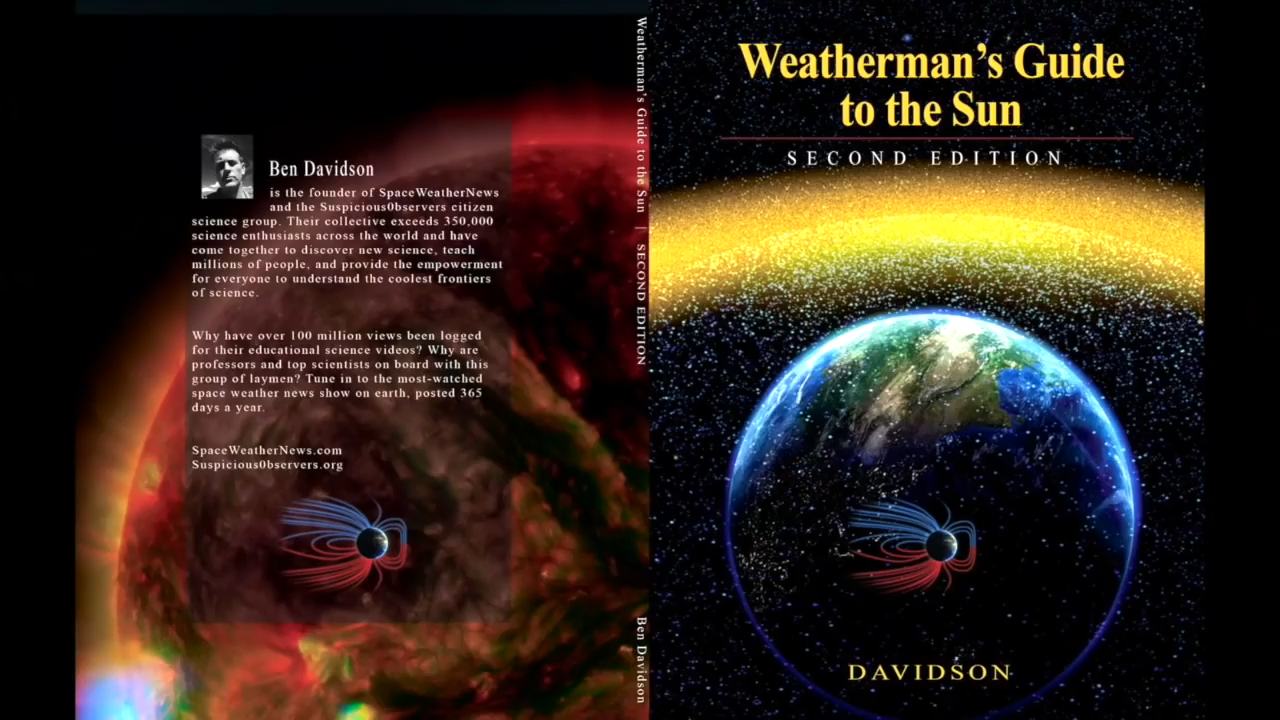 Ben Davidson
is the founder of SpaceWeatherNews
and the Suspicious0bservers citizen
science group. Their collective exceeds 350,000
science enthusiasts across the world and have
come together to discover new science, teach
millions of people, and provide the empowerment
for everyone to understand the coolest frontiers
of science.
Why have over 100 million views been logged
for their educational science videos? Why are
professors and top scientists on board with this
group of laymen? Tune in to the most-watched
space weather news show on earth, posted 365
days a year.
SpaceWeatherNews.com
Suspicious0bservers.org
Weatherman's Guide to the Sun | SECOND EDITION
Ben Davidson
Weatherman's Guide
to the Sun
SECOND EDITION
DAVIDSON